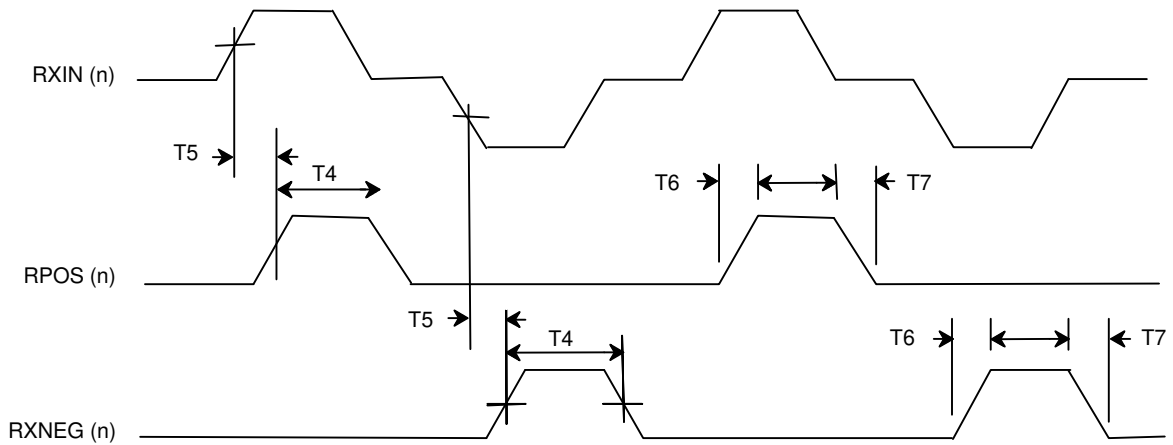 RXIN (n)
T5
T4
T6
T7
RPOS (n)
T5
T4
T6
T7
RXNEG (n)